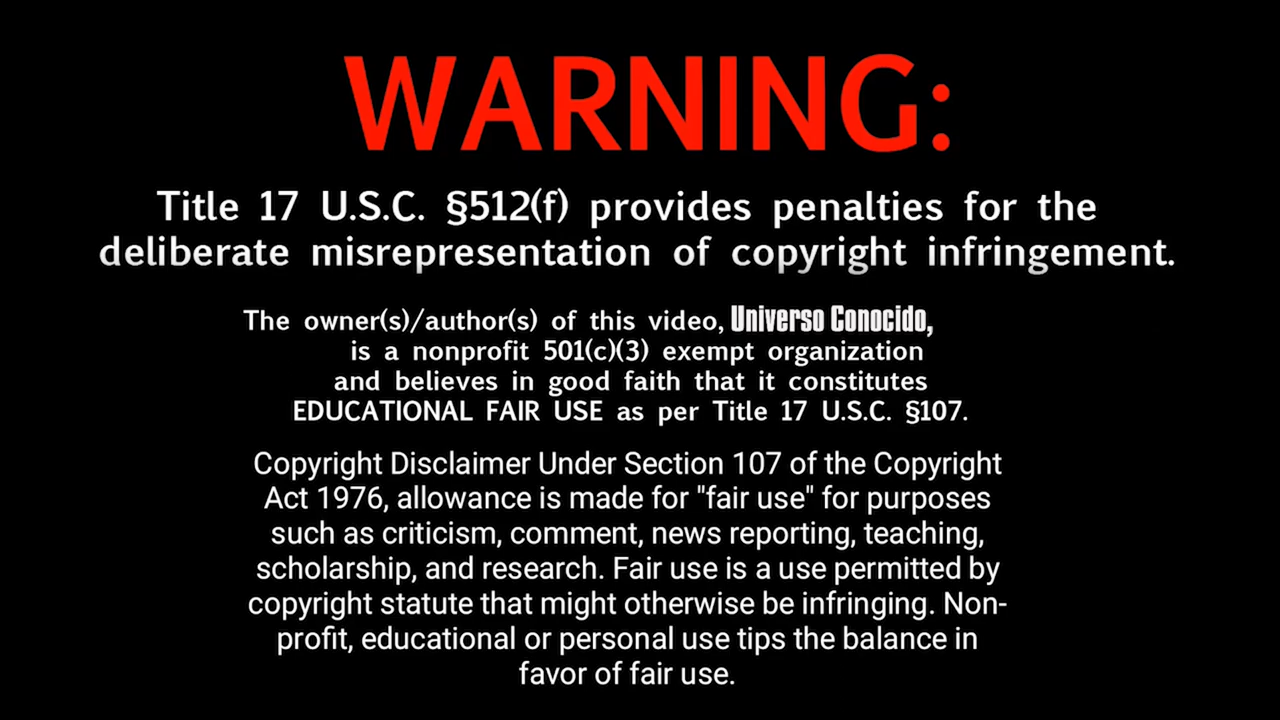 WARNING:
Title 17 U.S.C. §512(f) provides penalties for the
deliberate misrepresentation of copyright infringement.
The owner(s)/author(s) of this video, Universo Conocido,
is a nonprofit 501(c)(3) exempt organization
and believes in good faith that it constitutes
EDUCATIONAL FAIR USE as per Title 17 U.S.C. §107.
Copyright Disclaimer Under Section 107 of the Copyright
Act 1976, allowance is made for "fair use" for purposes
such as criticism, comment, news reporting, teaching,
scholarship, and research. Fair use is a use permitted by
copyright statute that might otherwise be infringing. Non-
profit, educational or personal use tips the balance in
favor of fair use.